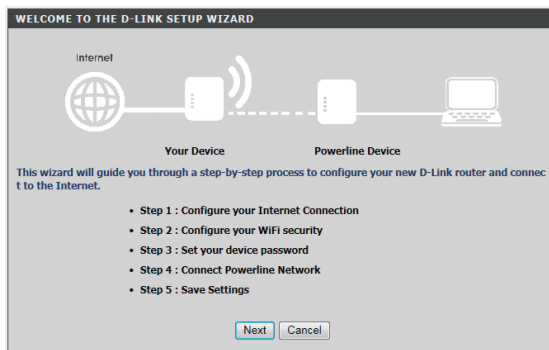 WELCOME TO THE D-LINK SETUP WIZARD
Internet
Your Device
Powerline Device
This wizard will guide you through a step-by-step process to configure your new D-Link router and connec
t to the Internet.
• Step 1 : Configure your Internet Connection
• Step 2 : Configure your WiFi security
• Step 3 : Set your device password
• Step 4 : Connect Powerline Network
• Step 5 : Save Settings
Next
Cancel